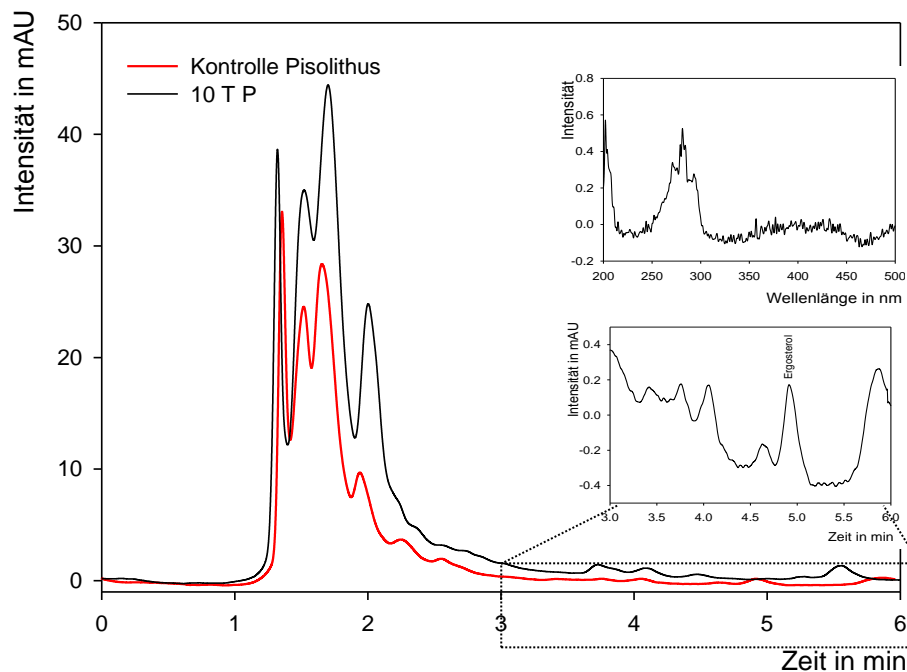 50
40
30
20
10
0
Intensität in mAU
Kontrolle Pisolithus
10 T P
0 1 2 3 4 5 6
Zeit in min
0.8
0.6
0.4
0.2
0.0
-0.2
Intensität
200 250 300 350 400 450 500
Wellenlänge in nm
0.4
0.2
0.0
-0.2
-0.4
Intensität in mAU
Ergosterol
3.0 3.5 4.0 4.5 5.0 5.5 6.0
Zeit in min